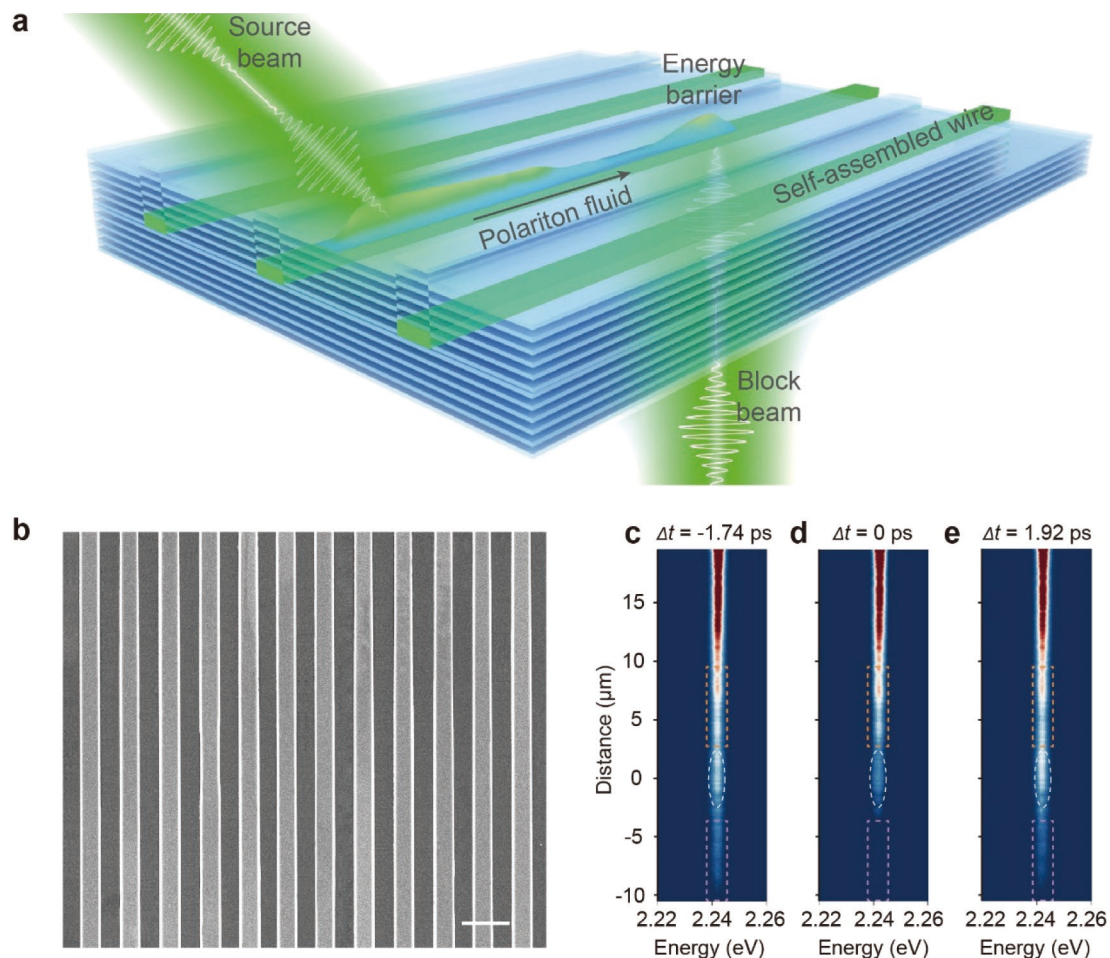 a
Source
beam
Energy
barrier
Self-assembled wire
Polariton fluid
Block
beam
b
c
Δt = -1.74 ps
d
Δt = 0 ps
e
Δt = 1.92 ps
Distance (µm)
15
10
5
0
-5
-10
2.22 2.24 2.26
2.22 2.24 2.26
2.22 2.24 2.26
Energy (eV)
Energy (eV)
Energy (eV)